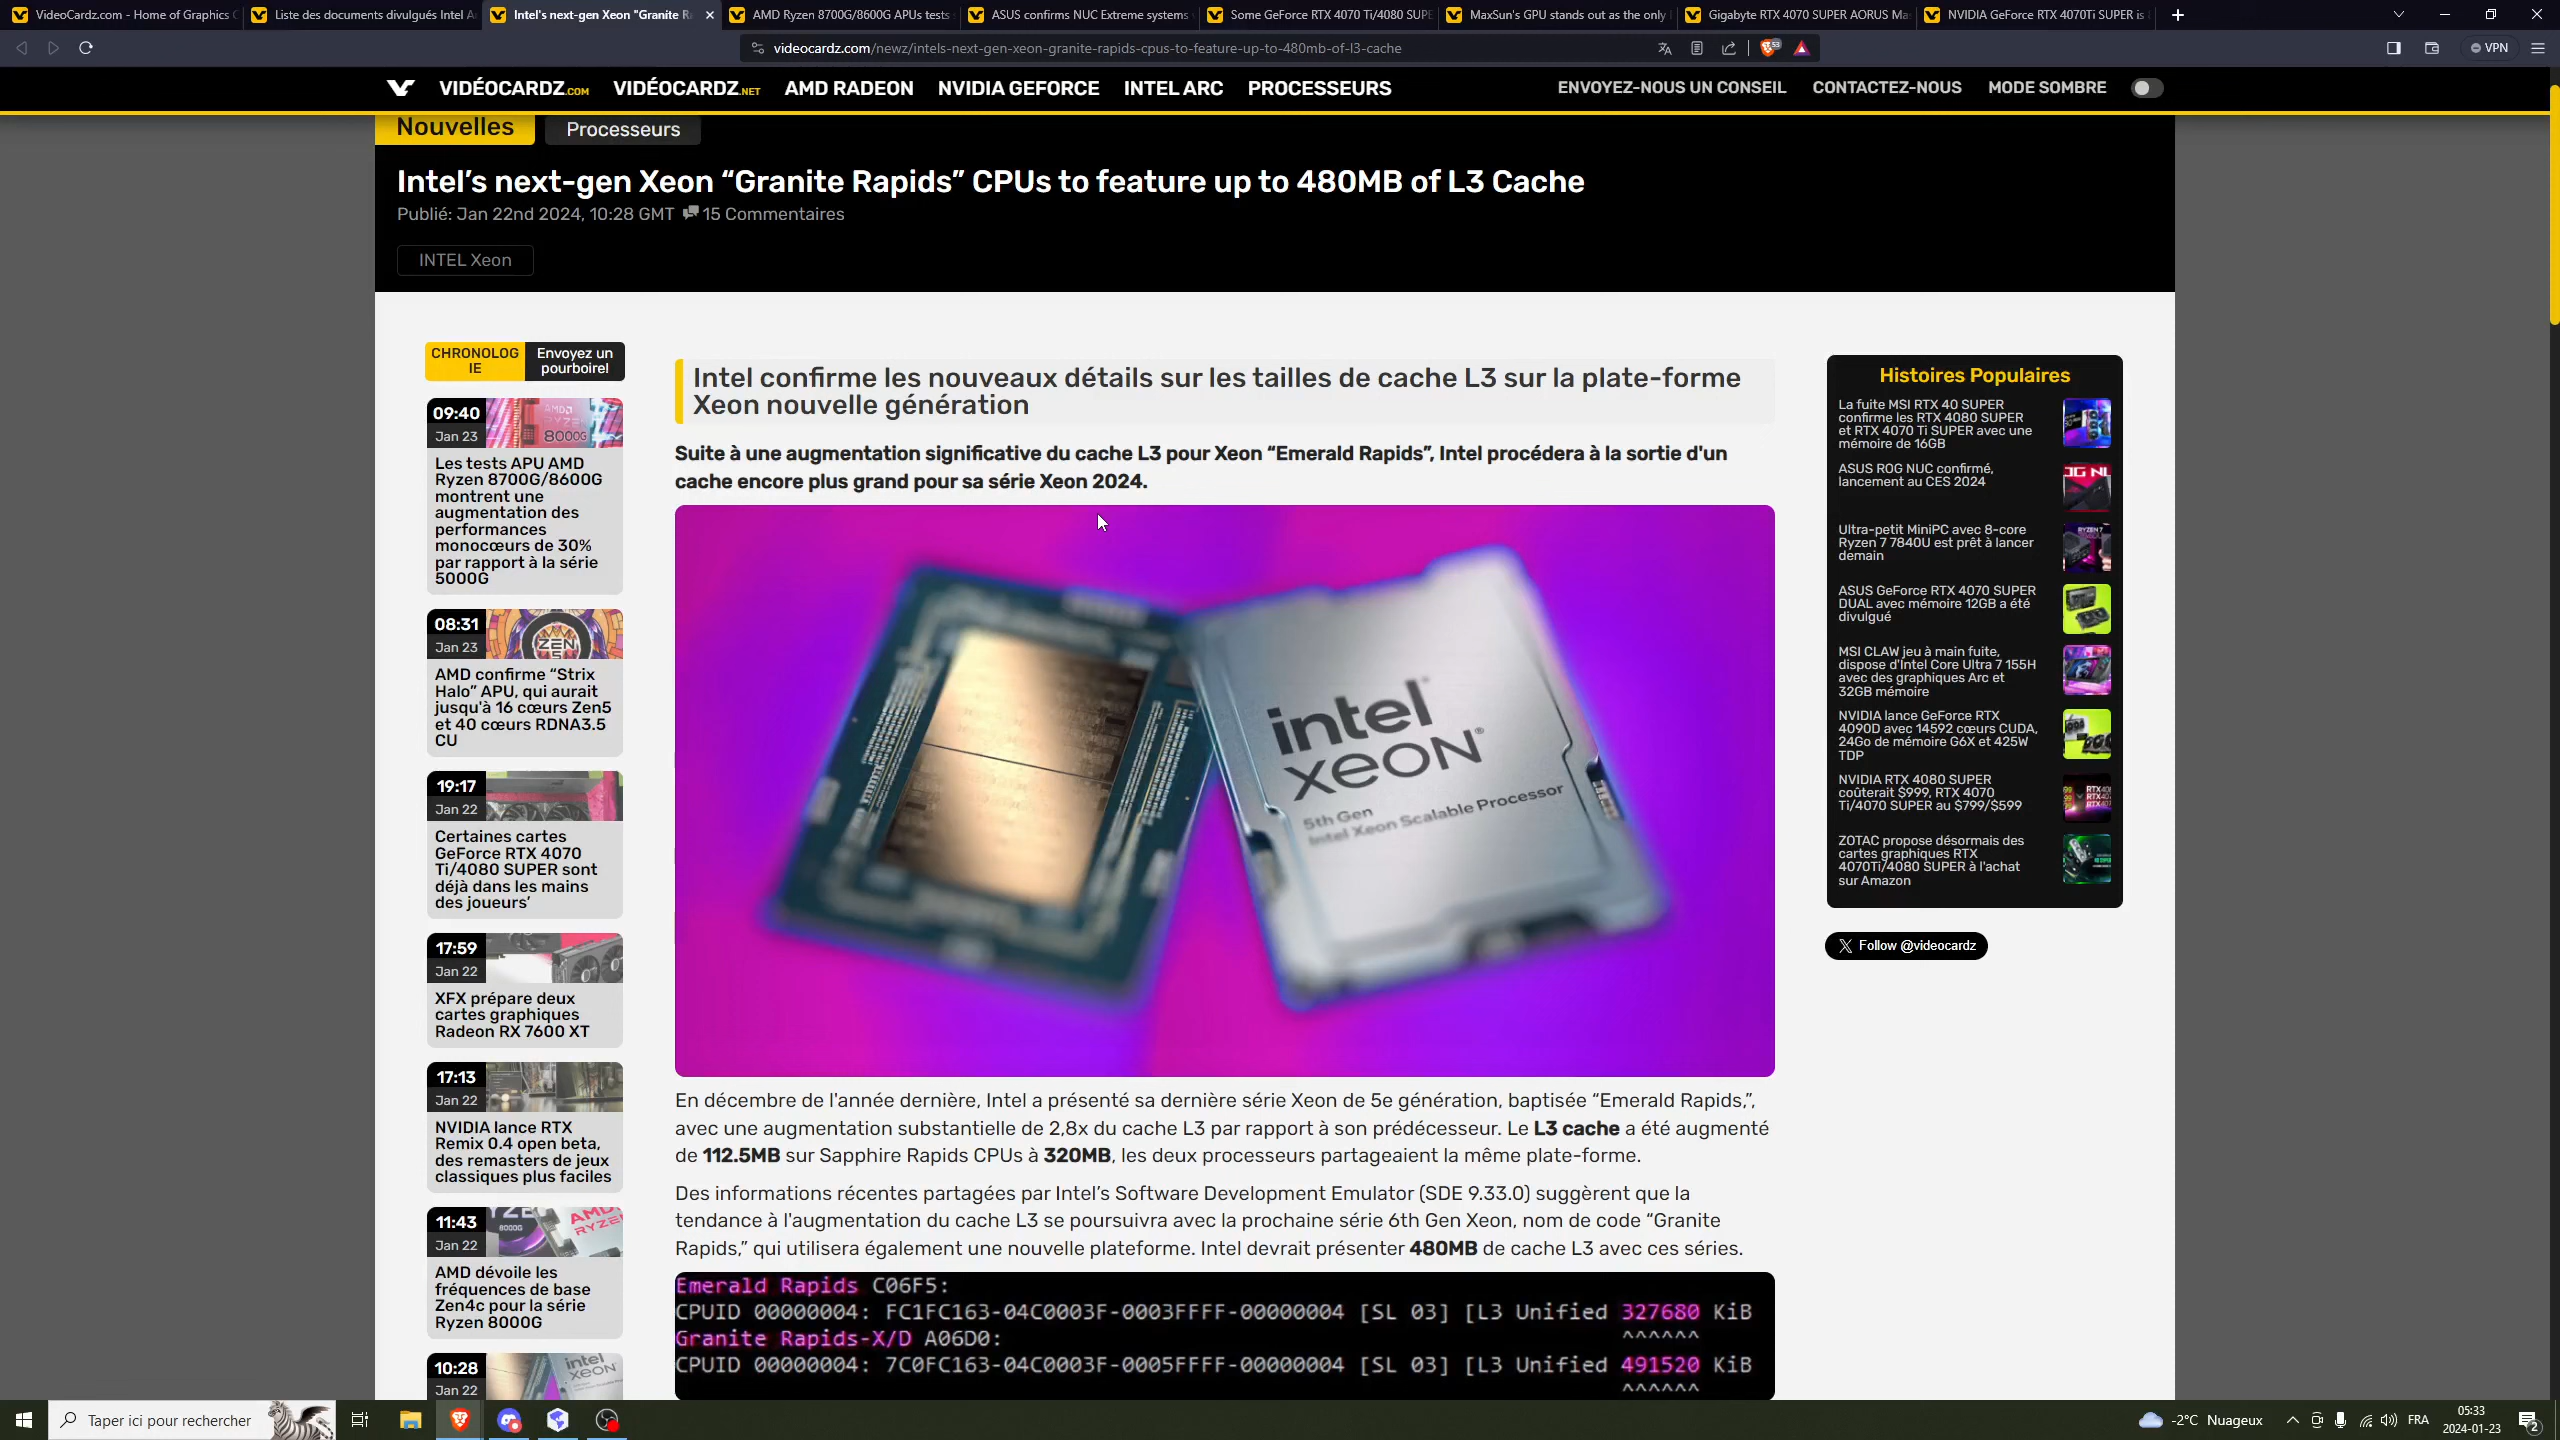 VideoCardz.com - Home of Graphics C
Liste des documents divulgués Intel A
Intel's next-gen Xeon "Granite R
AMD Ryzen 8700G/8600G APUs tests
ASUS confirms NUC Extreme systems
Some GeForce RTX 4070 Ti/4080 SUPE
MaxSun's GPU stands out as the only
Gigabyte RTX 4070 SUPER AORUS Ma
NVIDIA GeForce RTX 4070Ti SUPER is
videocardz.com/newz/intels-next-gen-xeon-granite-rapids-cpus-to-feature-up-to-480mb-of-l3-cache
53
VPN
VIDÉOCARDZ.COM
VIDÉOCARDZ.NET
AMD RADEON
NVIDIA GEFORCE
INTEL ARC
PROCESSEURS
ENVOYEZ-NOUS UN CONSEIL
CONTACTEZ-NOUS
MODE SOMBRE
Nouvelles
Processeurs
Intel’s next-gen Xeon “Granite Rapids” CPUs to feature up to 480MB of L3 Cache
Publié: Jan 22nd 2024, 10:28 GMT 15 Commentaires
INTEL Xeon
CHRONOLOG
IE
Envoyez un
pourboire!
09:40
Jan 23
AMD
RYZEN
8000G
Les tests APU AMD
Ryzen 8700G/8600G
montrent une
augmentation des
performances
monocœurs de 30%
par rapport à la série
5000G
08:31
Jan 23
ZEN
5
AMD confirme “Strix
Halo” APU, qui aurait
jusqu'à 16 cœurs Zen5
et 40 cœurs RDNA3.5
CU
19:17
Jan 22
Certaines cartes
GeForce RTX 4070
Ti/4080 SUPER sont
déjà dans les mains
des joueurs’
17:59
Jan 22
XFX prépare deux
cartes graphiques
Radeon RX 7600 XT
17:13
Jan 22
NVIDIA lance RTX
Remix 0.4 open beta,
des remasters de jeux
classiques plus faciles
11:43
Jan 22
AMD dévoile les
fréquences de base
Zen4c pour la série
Ryzen 8000G
10:28
Jan 22
intel
xeon
Intel confirme les nouveaux détails sur les tailles de cache L3 sur la plate-forme
Xeon nouvelle génération
Suite à une augmentation significative du cache L3 pour Xeon “Emerald Rapids”, Intel procédera à la sortie d'un
cache encore plus grand pour sa série Xeon 2024.
intel
xeon
5th Gen
Intel Xeon Scalable Processor
En décembre de l'année dernière, Intel a présenté sa dernière série Xeon de 5e génération, baptisée “Emerald Rapids,”,
avec une augmentation substantielle de 2,8x du cache L3 par rapport à son prédécesseur. Le L3 cache a été augmenté
de 112.5MB sur Sapphire Rapids CPUs à 320MB, les deux processeurs partageaient la même plate-forme.
Des informations récentes partagées par Intel’s Software Development Emulator (SDE 9.33.0) suggèrent que la
tendance à l'augmentation du cache L3 se poursuivra avec la prochaine série 6th Gen Xeon, nom de code “Granite
Rapids,” qui utilisera également une nouvelle plateforme. Intel devrait présenter 480MB de cache L3 avec ces séries.
Emerald Rapids C06F5:
CPUID 00000004: FC1FC163-04C0003F-0003FFFF-00000004 [SL 03] [L3 Unified 327680 KiB
Granite Rapids-X/D A06D0: ^^^^^^
CPUID 00000004: 7C0FC163-04C0003F-0005FFFF-00000004 [SL 03] [L3 Unified 491520 KiB
^^^^^^
Histoires Populaires
La fuite MSI RTX 40 SUPER
confirme les RTX 4080 SUPER
et RTX 4070 Ti SUPER avec une
mémoire de 16GB
ASUS ROG NUC confirmé,
lancement au CES 2024
Ultra-petit MiniPC avec 8-core
Ryzen 7 7840U est prêt à lancer
demain
ASUS GeForce RTX 4070 SUPER
DUAL avec mémoire 12GB a été
divulgué
MSI CLAW jeu à main fuite,
dispose d'Intel Core Ultra 7 155H
avec des graphiques Arc et
32GB mémoire
NVIDIA lance GeForce RTX
4090D avec 14592 cœurs CUDA,
24Go de mémoire G6X et 425W
TDP
NVIDIA RTX 4080 SUPER
coûterait $999, RTX 4070
Ti/4070 SUPER au $799/$599
ZOTAC propose désormais des
cartes graphiques RTX
4070Ti/4080 SUPER à l'achat
sur Amazon
Follow @videocardz
Taper ici pour rechercher
-2°C Nuageux
FRA
05:33
2024-01-23
2